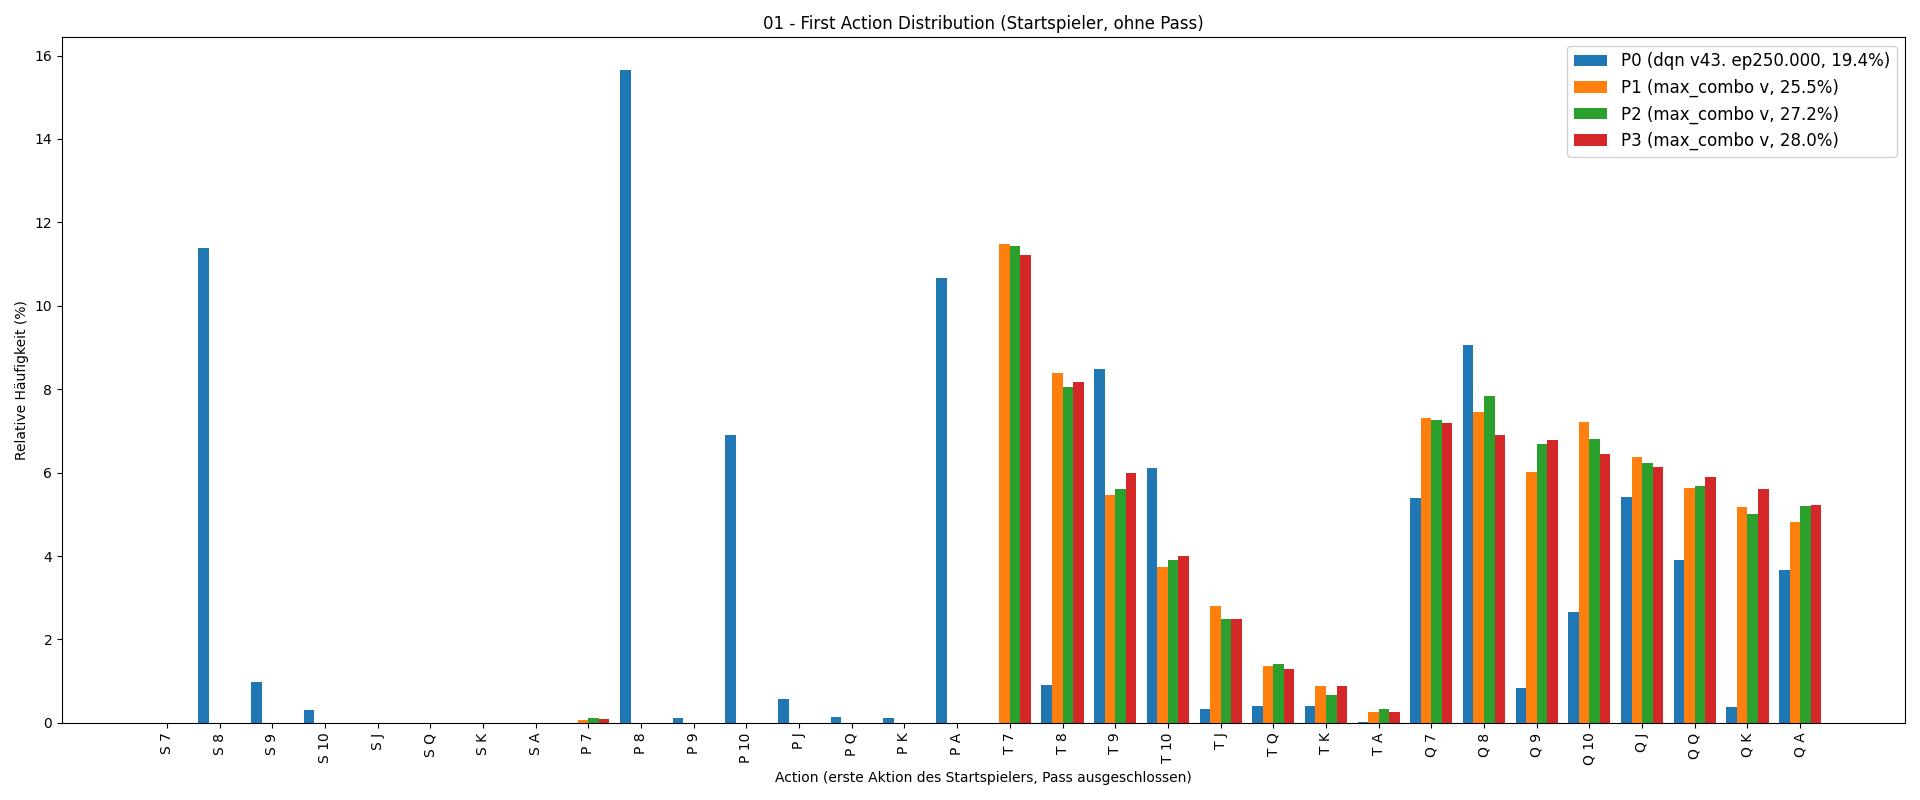 01 - First Action Distribution (Startspieler, ohne Pass)
P0 (dqn v43. ep250.000, 19.4%)
P1 (max_combo v, 25.5%)
P2 (max_combo v, 27.2%)
P3 (max_combo v, 28.0%)
Relative Häufigkeit (%)
16
14
12
10
8
6
4
2
0
S 7
S 8
S 9
S 10
S J
S Q
S K
S A
P 7
P 8
P 9
P 10
P J
P Q
P K
P A
T 7
T 8
T 9
T 10
T J
T Q
T K
T A
Q 7
Q 8
Q 9
Q 10
Q J
Q Q
Q K
Q A
Action (erste Aktion des Startspielers, Pass ausgeschlossen)